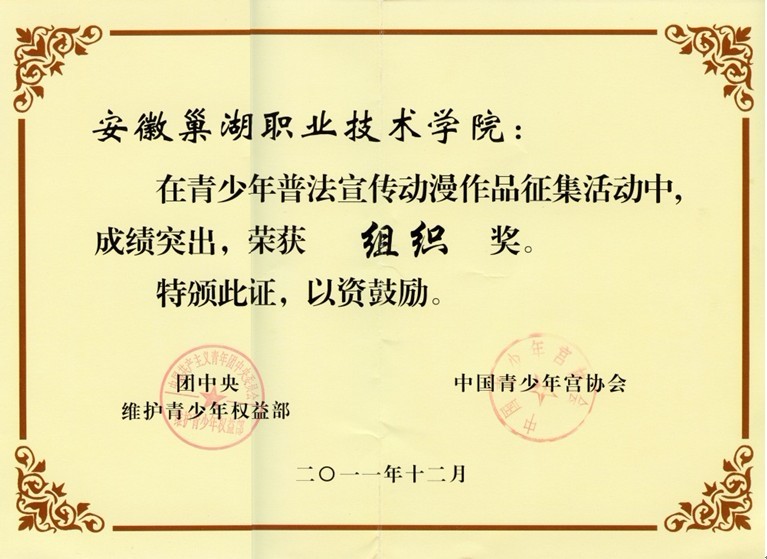 安徽巢湖职业技术学院：
在青少年普法宣传动漫作品征集活动中，
成绩突出，荣获 组织 奖。
特颁此证，以资鼓励。
团中央
维护青少年权益部
中国青少年宫协会
二〇一一年十二月